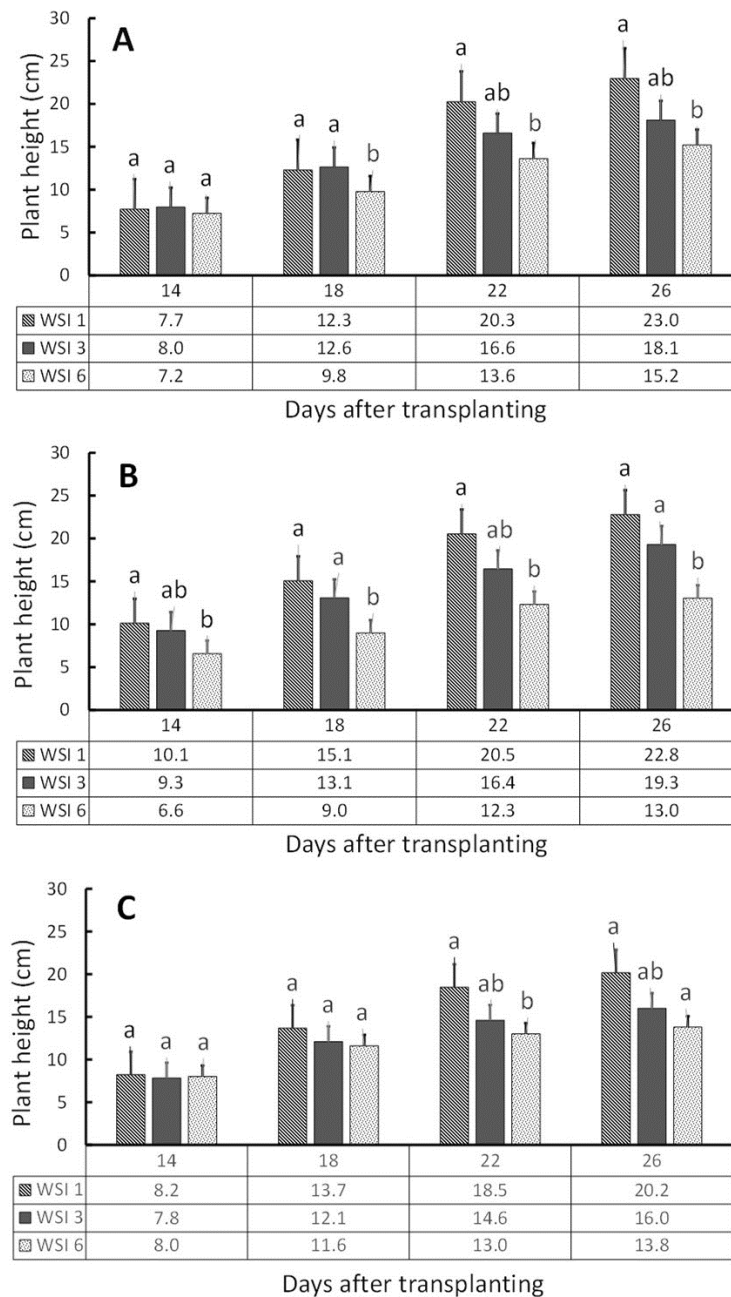 A
Plant height (cm)
30
25
20
15
10
5
0
a a a
a a b
a ab b
a ab b
14 18 22 26
WSI 1 7.7 12.3 20.3 23.0
WSI 3 8.0 12.6 16.6 18.1
WSI 6 7.2 9.8 13.6 15.2
Days after transplanting
B
Plant height (cm)
30
25
20
15
10
5
0
a ab b
a a b
a ab b
a a b
14 18 22 26
WSI 1 10.1 15.1 20.5 22.8
WSI 3 9.3 13.1 16.4 19.3
WSI 6 6.6 9.0 12.3 13.0
Days after transplanting
C
Plant height (cm)
30
25
20
15
10
5
0
a a a
a a a
a ab b
a ab a
14 18 22 26
WSI 1 8.2 13.7 18.5 20.2
WSI 3 7.8 12.1 14.6 16.0
WSI 6 8.0 11.6 13.0 13.8
Days after transplanting